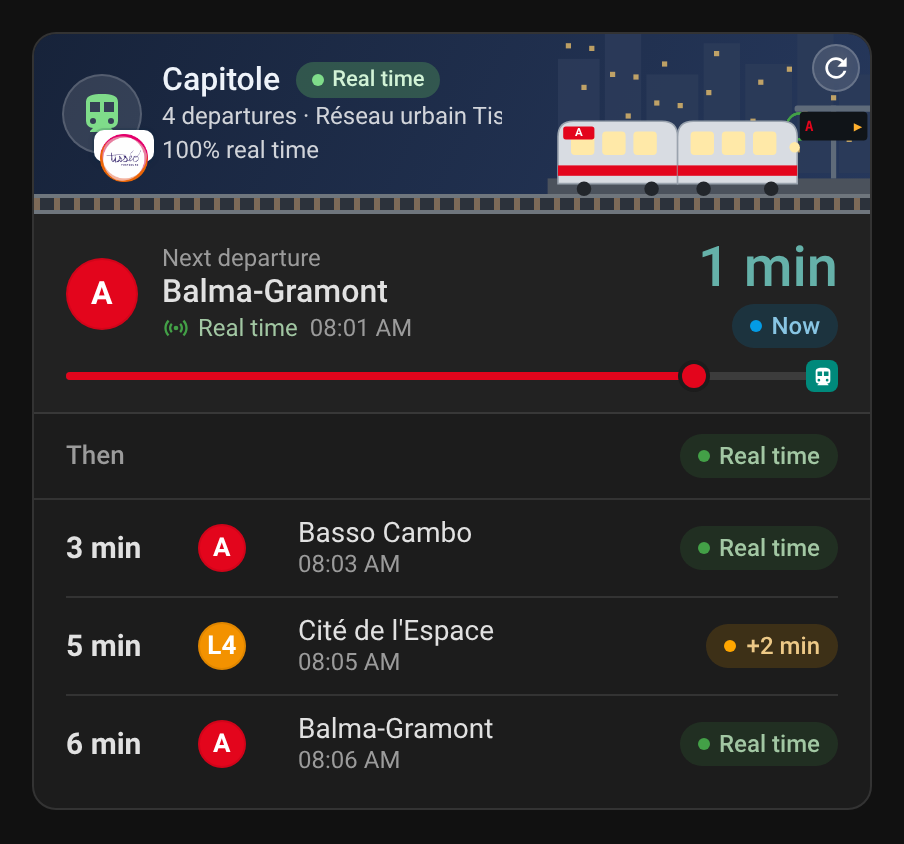 Capitole
Real time
4 departures · Réseau urbain Tis
100% real time
tisséo
A
A
Next departure
A
Balma-Gramont
Real time 08:01 AM
1 min
Now
Then
Real time
3 min
A
Basso Cambo
08:03 AM
Real time
5 min
L4
Cité de l'Espace
08:05 AM
+2 min
6 min
A
Balma-Gramont
08:06 AM
Real time